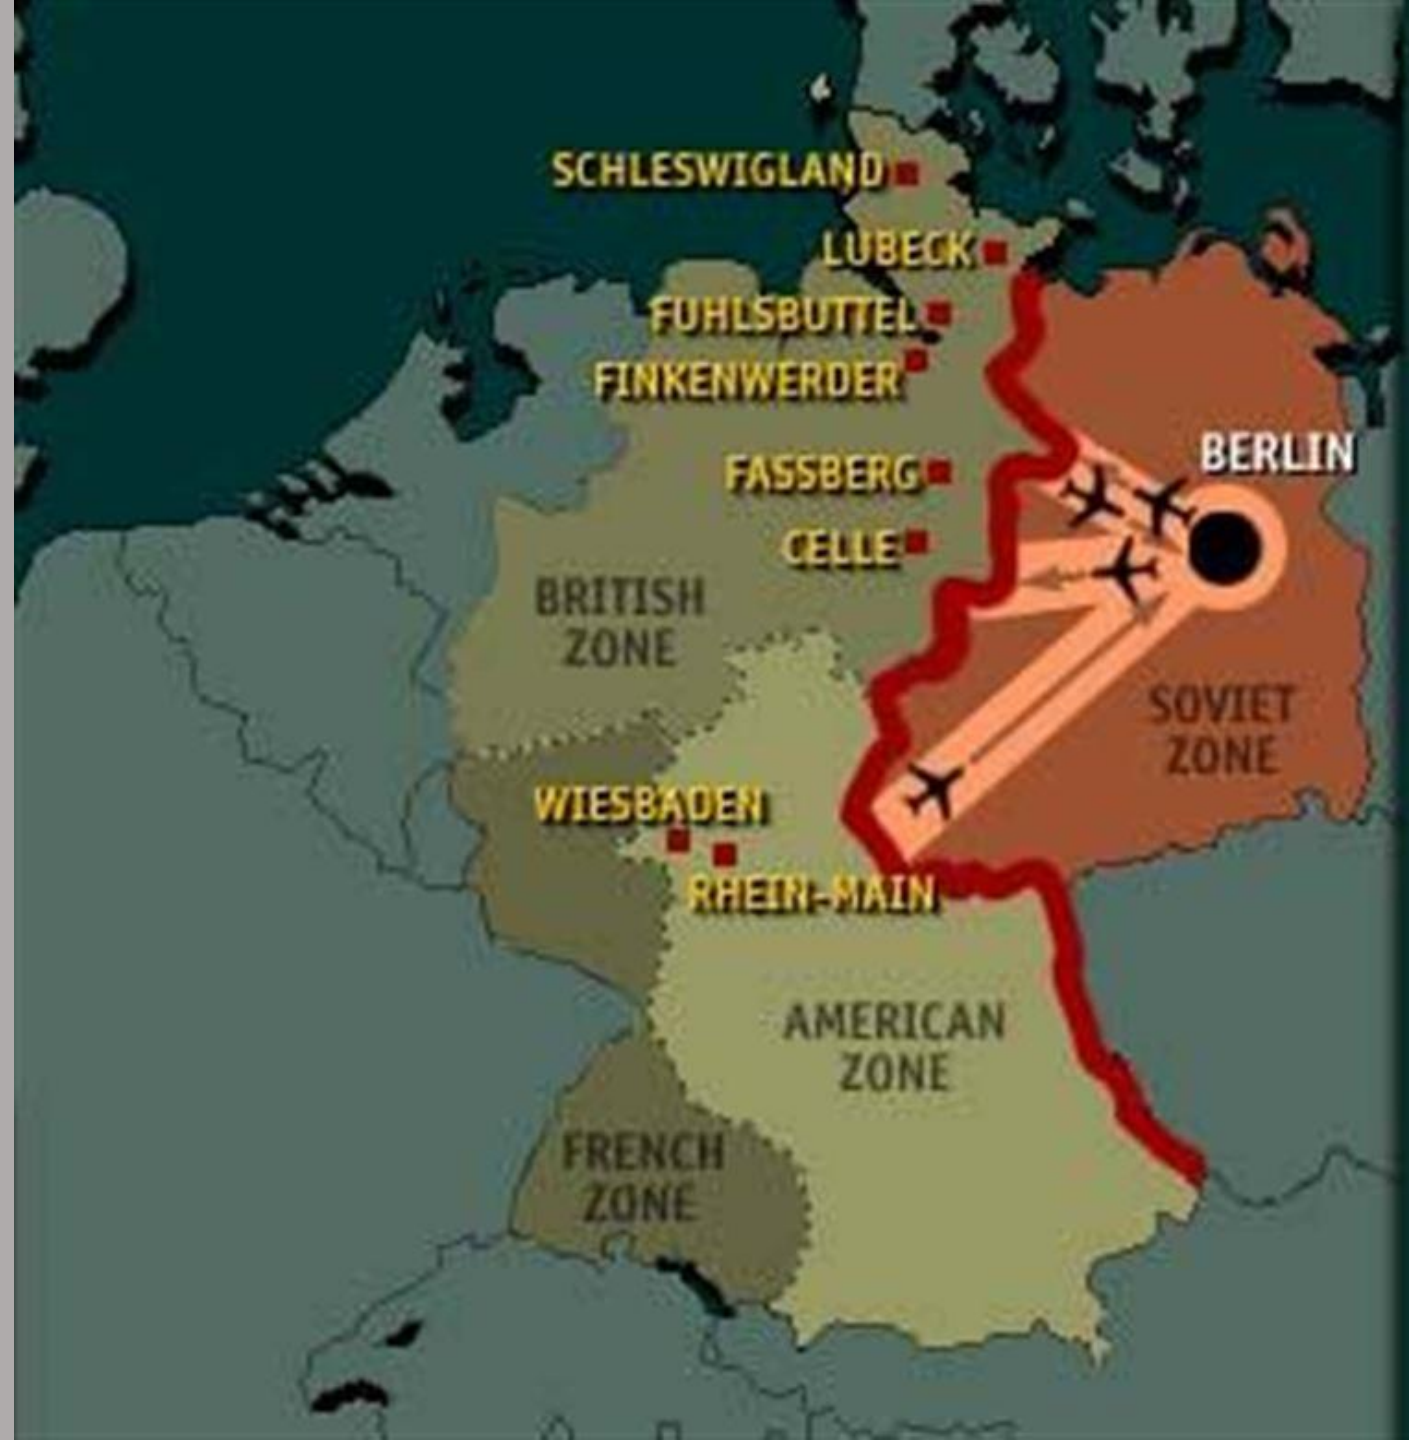 SCHLESWIGLAND
LUBECK
FUHLSBUTTEL
FINKENWERDER
BERLIN
FASSBERG
CELLE
BRITISH
ZONE
SOVIET
ZONE
WIESBADEN
RHEIN-MAIN
AMERICAN
ZONE
FRENCH
ZONE